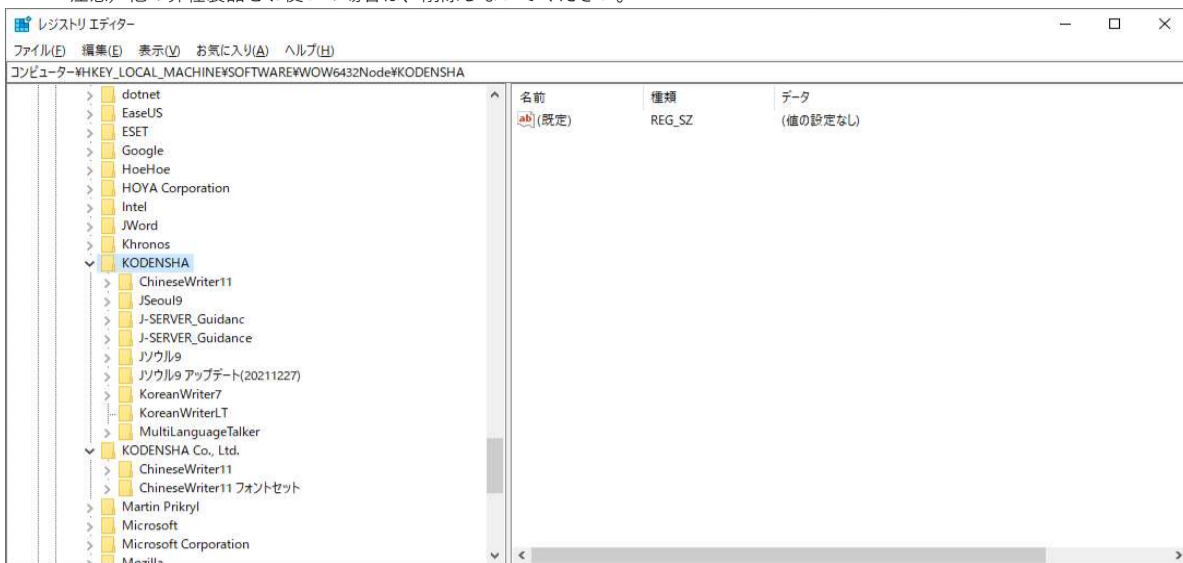 レジストリ エディター
ファイル(F) 編集(E) 表示(V) お気に入り(A) ヘルプ(H)
コンピューター¥HKEY_LOCAL_MACHINE¥SOFTWARE¥WOW6432Node¥KODENSHA
dotnet
EaseUS
ESET
Google
HoeHoe
HOYA Corporation
Intel
JWord
Khronos
KODENSHA
ChineseWriter11
JSeoul9
J-SERVER_Guidanc
J-SERVER_Guidance
Jソウル9
Jソウル9 アップデート(20211227)
KoreanWriter7
KoreanWriterLT
MultiLanguageTalker
KODENSHA Co., Ltd.
ChineseWriter11
ChineseWriter11 フォントセット
Martin Prikryl
Microsoft
Microsoft Corporation
Mozilla
名前 種類 データ
ab (既定) REG_SZ (値の設定なし)